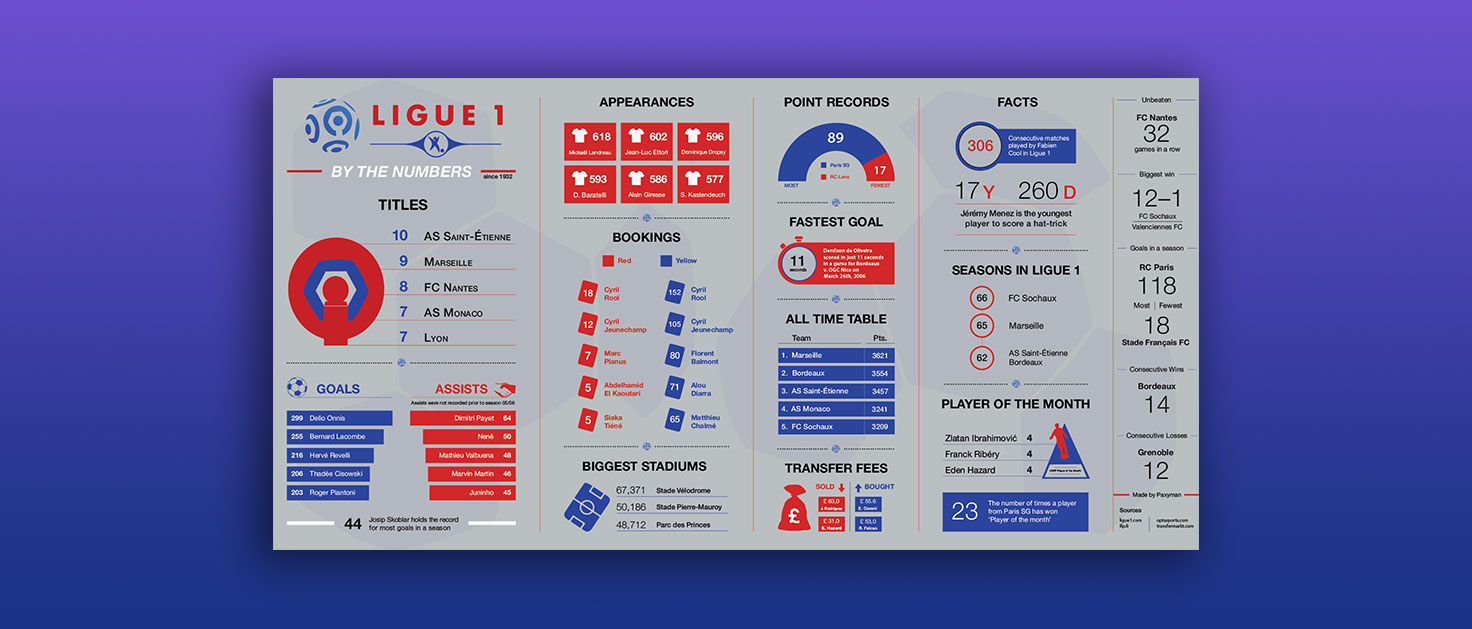 LIGUE 1
BY THE NUMBERS
since 1932
TITLES
10 AS Saint-Étienne
9 Marseille
8 FC Nantes
7 AS Monaco
7 Lyon
GOALS
299 Delio Onnis
255 Bernard Lacombe
216 Hervé Revelli
206 Thadée Cisowski
203 Roger Piantoni
ASSISTS
Assists were not recorded prior to season 05/06
Dimitri Payet 64
Nenê 50
Mathieu Valbuena 48
Marvin Martin 46
Juninho 45
44 Josip Skoblar holds the record
for most goals in a season
APPEARANCES
618 602 596
Mickaël Landreau Jean-Luc Ettori Dominique Dropsy
593 586 577
D. Baratelli Alain Giresse S. Kastendeuch
BOOKINGS
Red Yellow
18 Cyril
Rool
152 Cyril
Rool
12 Cyril
Jeunechamp
105 Cyril
Jeunechamp
7 Marc
Planus
80 Florent
Balmont
5 Abdelhamid
El Kaoutari
71 Alou
Diarra
5 Siaka
Tiéné
65 Matthieu
Chalmé
BIGGEST STADIUMS
67,371 Stade Vélodrome
50,186 Stade Pierre-Mauroy
48,712 Parc des Princes
POINT RECORDS
89
Paris SG
RC Lens
17
MOST FEWEST
FASTEST GOAL
11
seconds
Denilson de Oliveira
scored in just 11 seconds
in a game for Bordeaux
v. OGC Nice on
March 26th, 2006
ALL TIME TABLE
Team Pts.
1. Marseille 3621
2. Bordeaux 3554
3. AS Saint-Étienne 3457
4. AS Monaco 3241
5. FC Sochaux 3209
TRANSFER FEES
SOLD BOUGHT
£ 63,0
J. Rodriguez
£ 55.6
E. Cavani
£ 31,0
E. Hazard
£ 53,0
R. Falcao
£
FACTS
306
Consecutive matches
played by Fabien
Cool in Ligue 1
17 Y 260 D
Jérémy Menez is the youngest
player to score a hat-trick
SEASONS IN LIGUE 1
66 FC Sochaux
65 Marseille
62 AS Saint-Étienne
Bordeaux
PLAYER OF THE MONTH
Zlatan Ibrahimović 4
Franck Ribéry 4
Eden Hazard 4
23
The number of times a player
from Paris SG has won
'Player of the month'
Unbeaten
FC Nantes
32
games in a row
Biggest win
12–1
FC Sochaux
Valenciennes FC
Goals in a season
RC Paris
118
Most | Fewest
18
Stade Français FC
Consecutive Wins
Bordeaux
14
Consecutive Losses
Grenoble
12
Made by Paxyman
Sources
ligue1.com
lfp.fr
optasports.com
transfermarkt.com